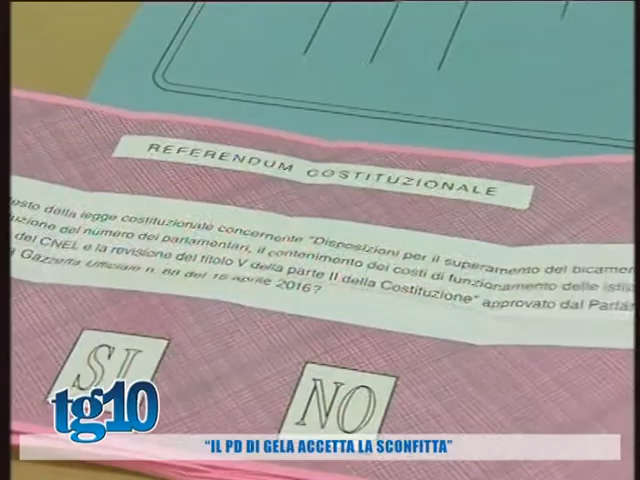 REFERENDUM COSTITUZIONALE
testo della legge costituzionale concernente "Disposizioni per il superamento del bicamer
uzione del numero dei parlamentari, il contenimento dei costi di funzionamento delle istit
del CNEL e la revisione del titolo V della parte II della Costituzione" approvato dal Parla
Gazzetta Ufficiale n. 88 del 15 aprile 2016?
SI
NO
tg10
"IL PD DI GELA ACCETTA LA SCONFITTA"